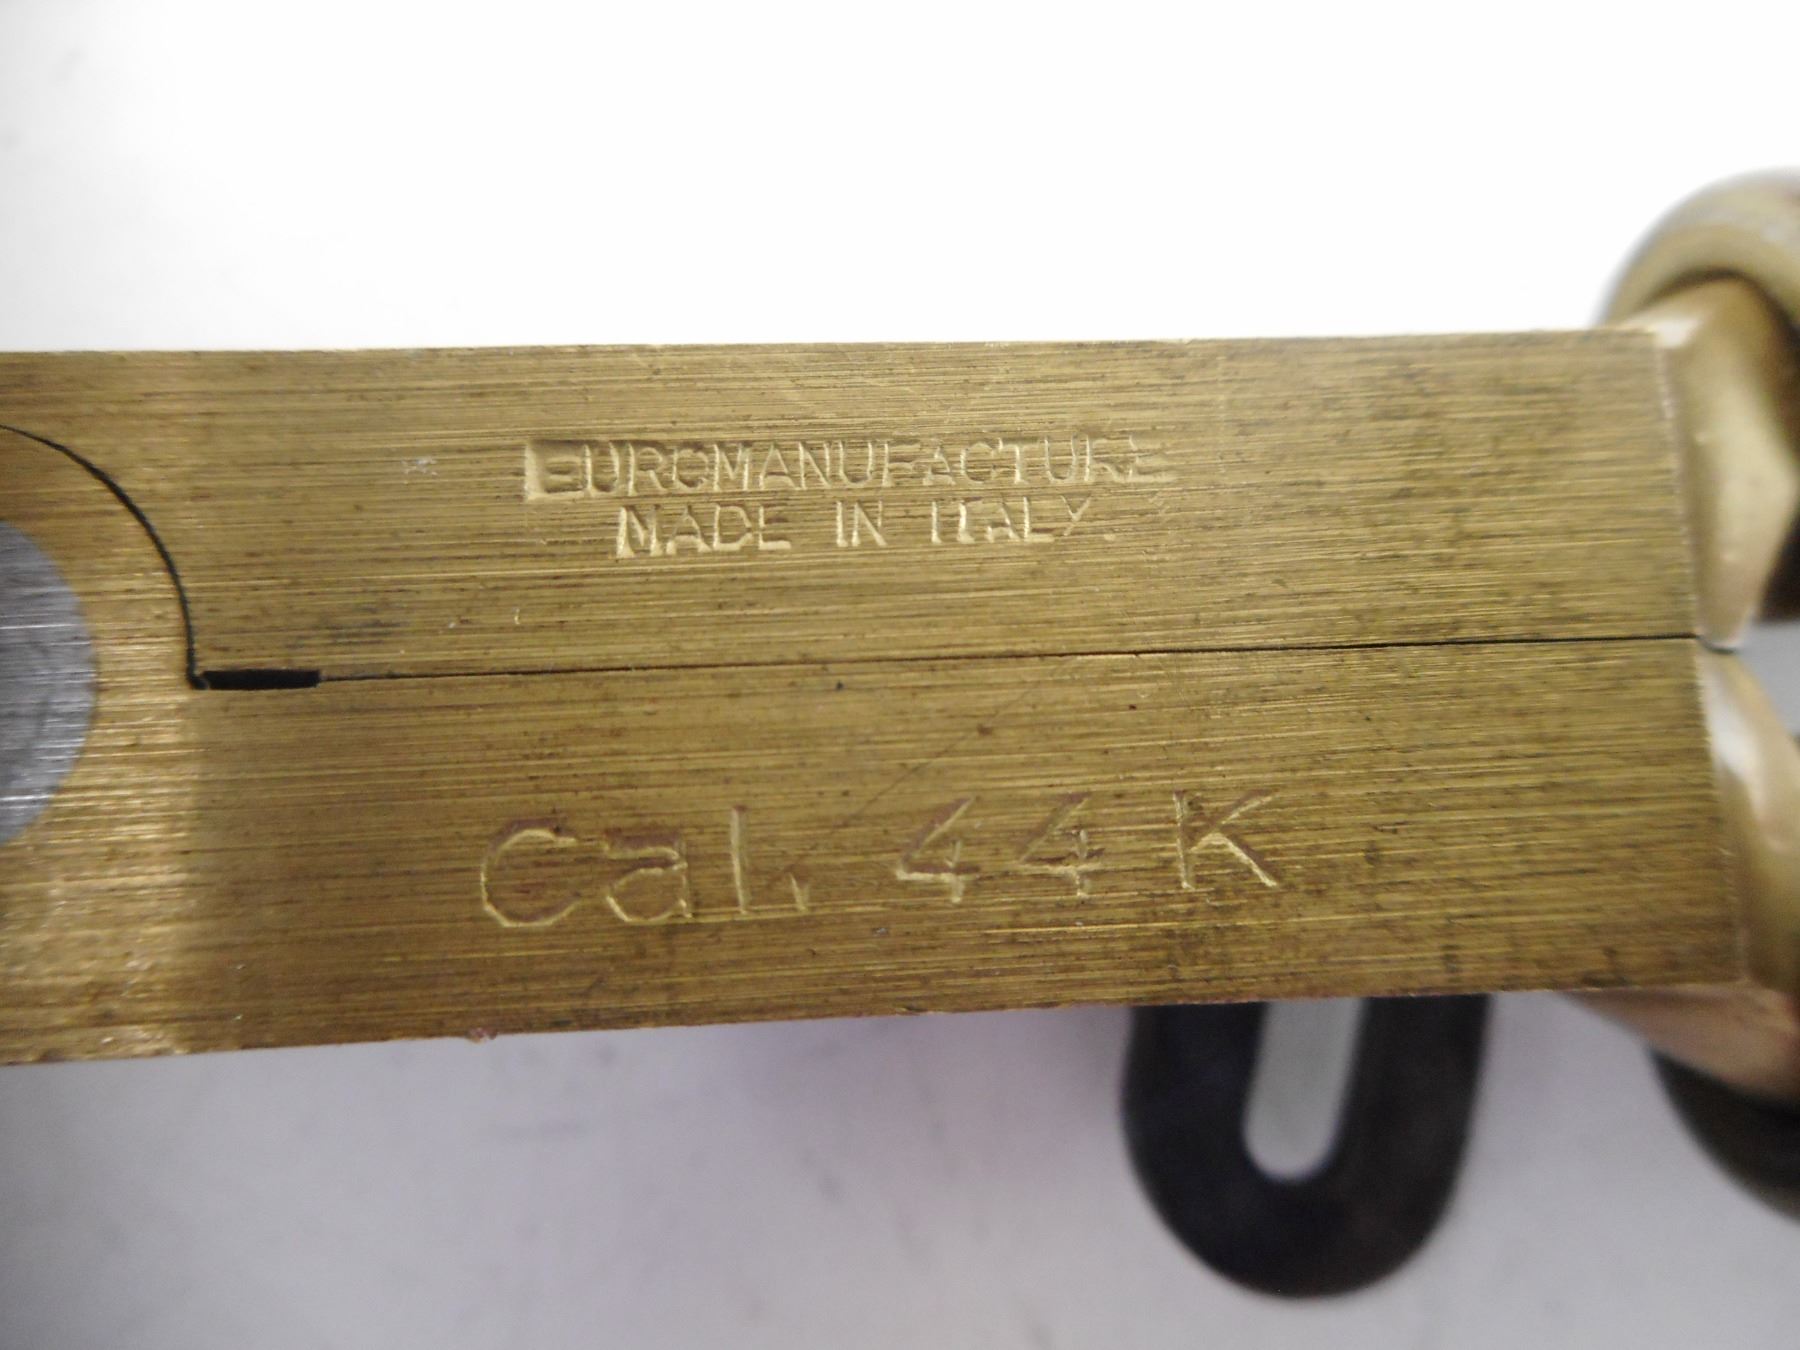 EUROMANUFACTURE
MADE IN ITALY.
Cal. 44 K